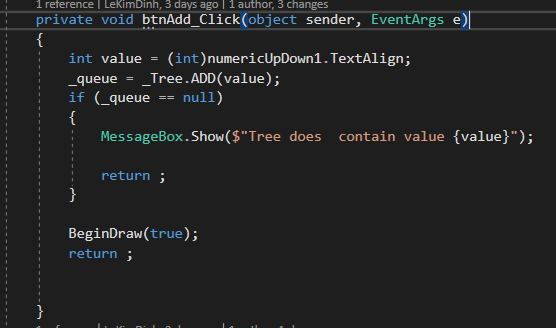 1 reference | LeKimDinh, 3 days ago | 1 author, 3 changes
private void btnAdd_Click(object sender, EventArgs e)
{
int value = (int)numericUpDown1.TextAlign;
_queue = _Tree.ADD(value);
if (_queue == null)
{
MessageBox.Show($"Tree does  contain value {value}");
return ;
}
BeginDraw(true);
return ;
}